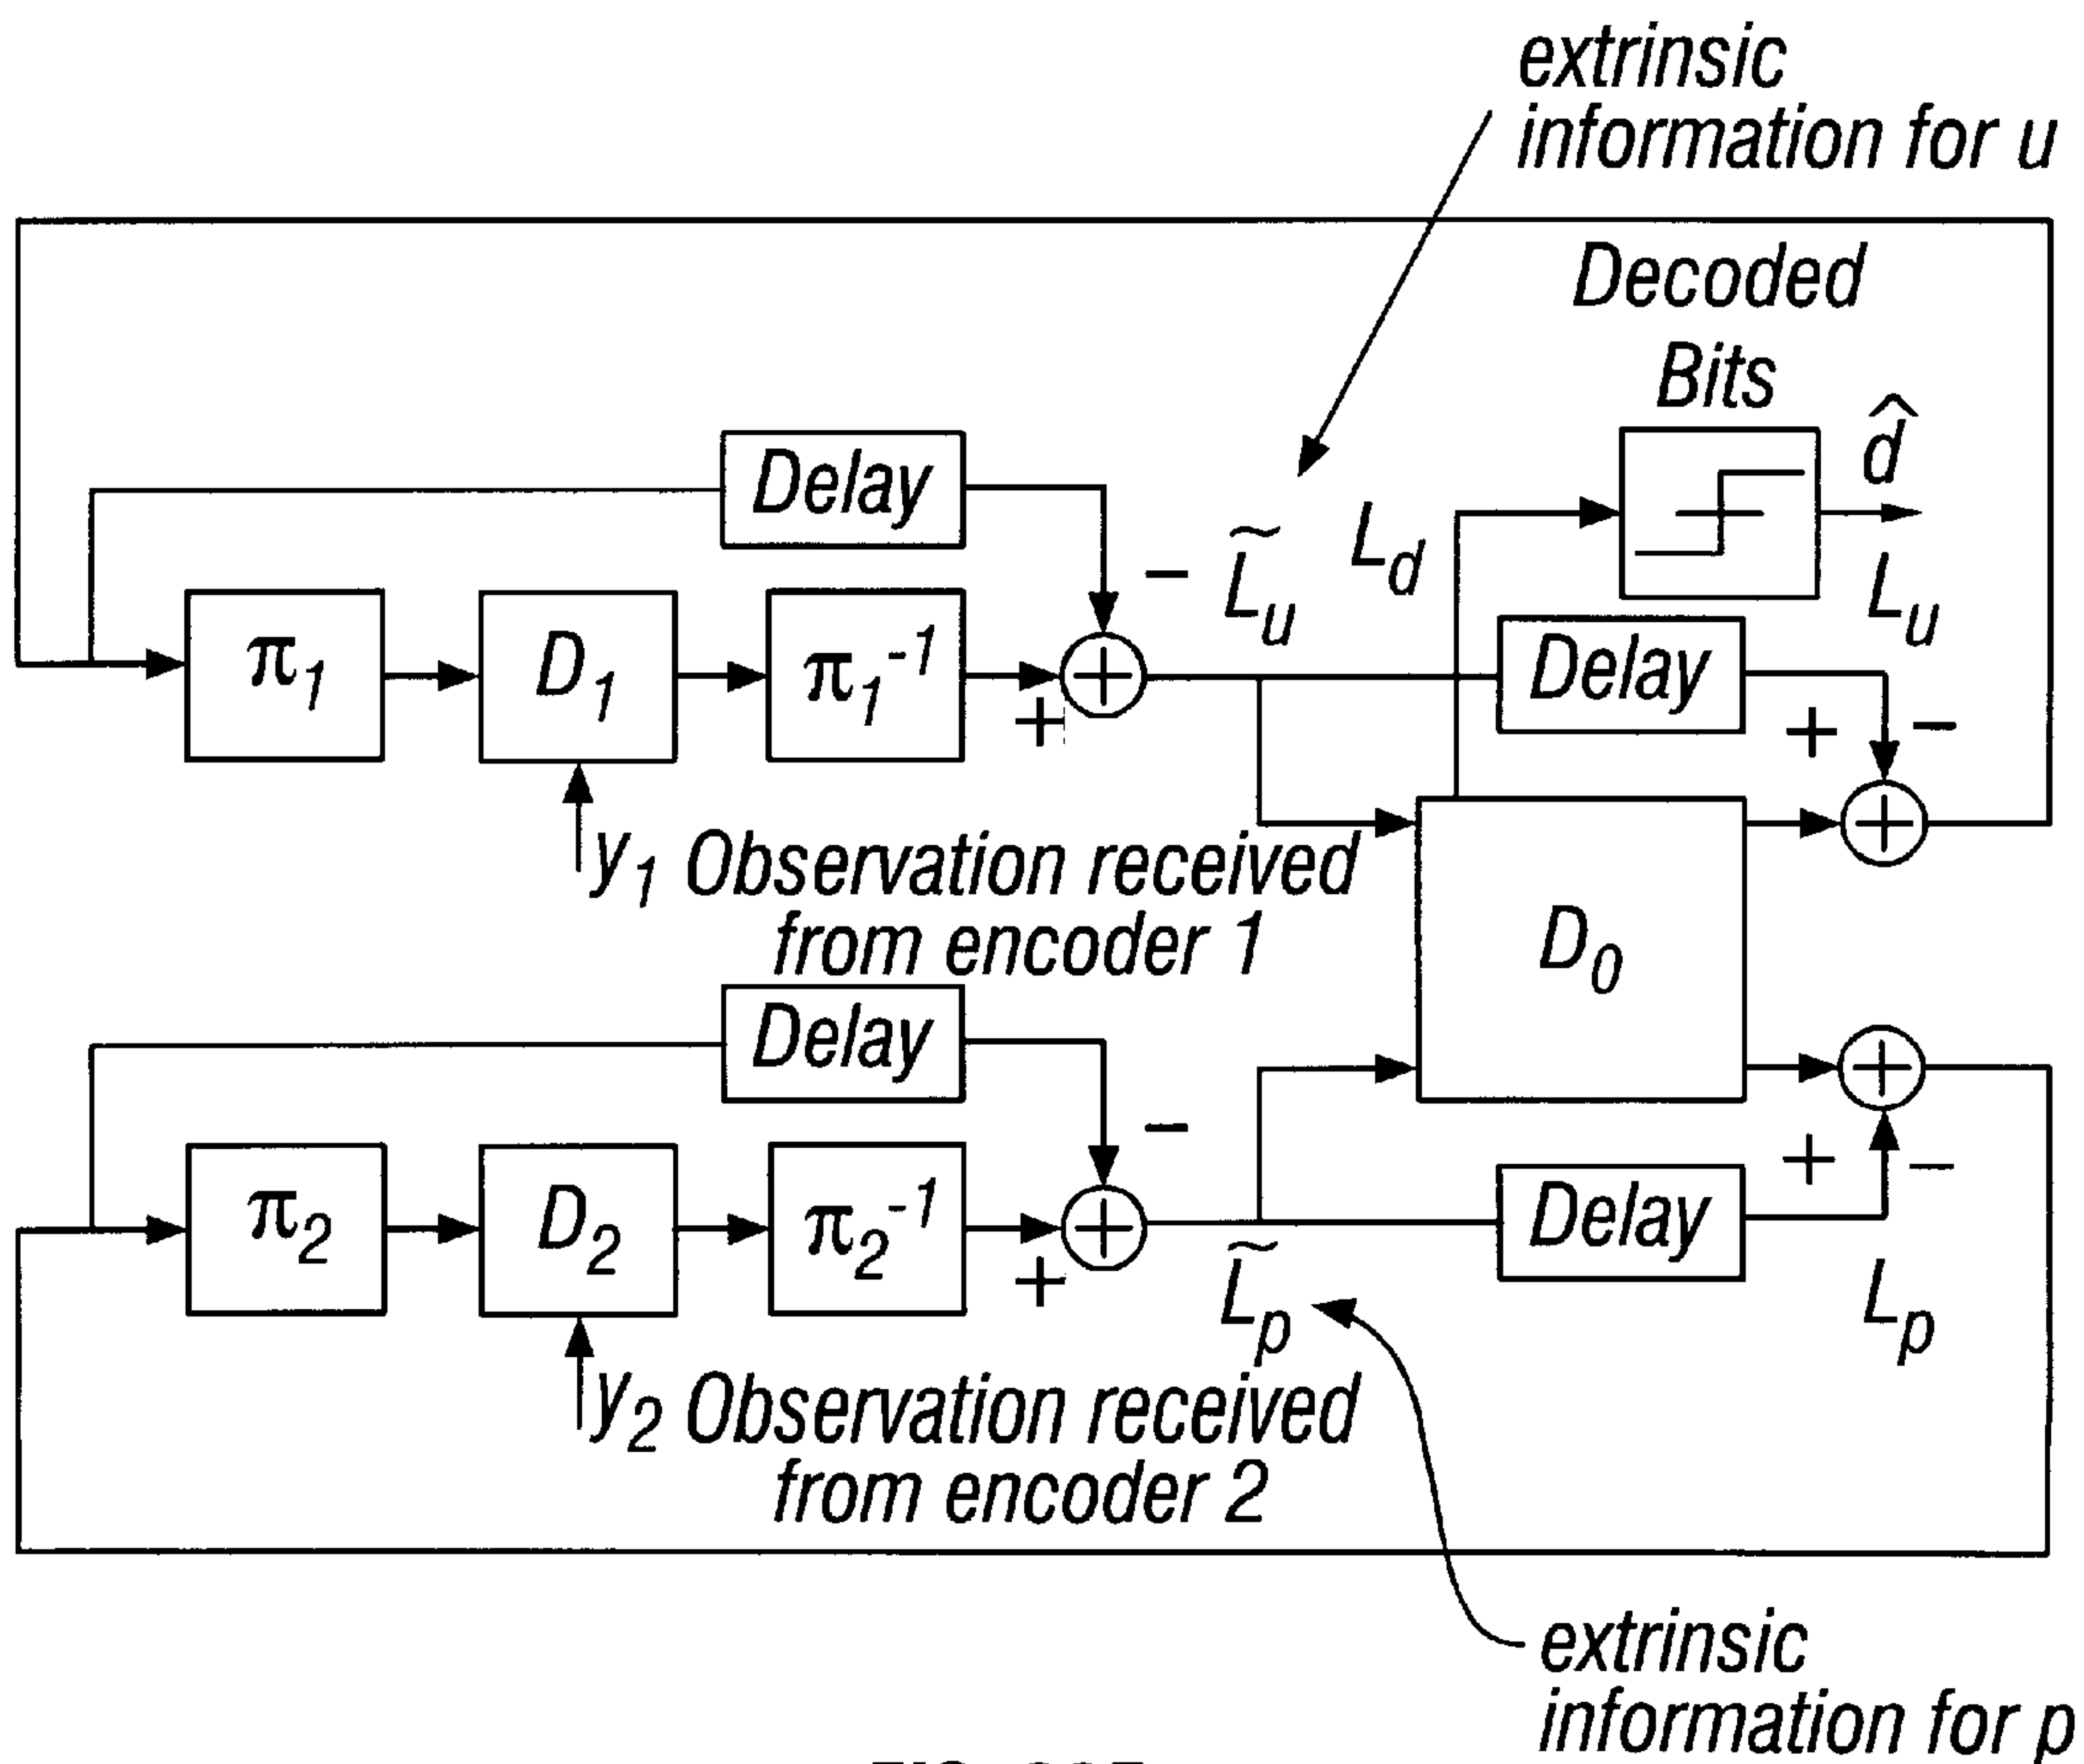 extrinsic
information for u
Decoded
Bits
d̂
Delay
− L̃u
Ld
Lu
π1
D1
π1-1
+
Delay
+ −
y1 Observation received
from encoder 1
D0
Delay
−
π2
D2
π2-1
+
+ −
Delay
L̃p
Lp
y2 Observation received
from encoder 2
extrinsic
information for p